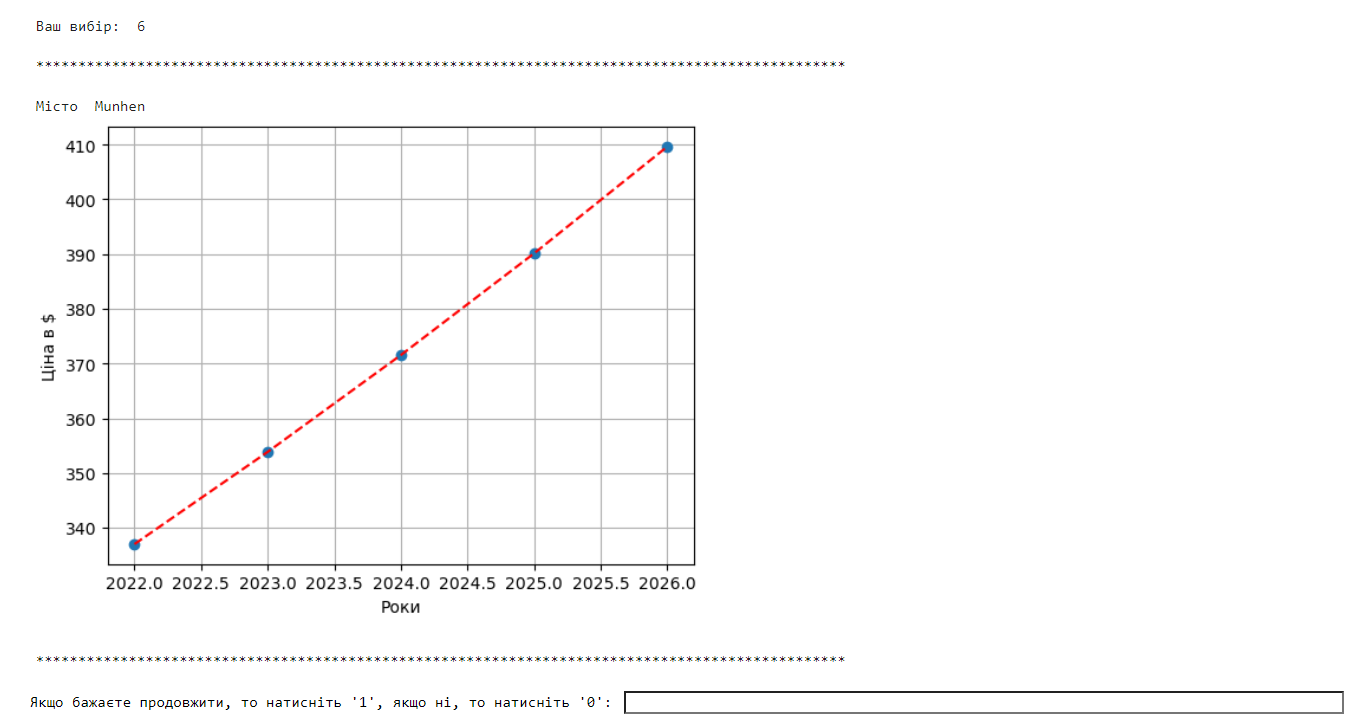 Ваш вибір: 6
************************************************************************************************
Місто Munhen
410
400
390
380
370
360
350
340
Ціна в $
2022.0 2022.5 2023.0 2023.5 2024.0 2024.5 2025.0 2025.5 2026.0
Роки
************************************************************************************************
Якщо бажаєте продовжити, то натисніть '1', якщо ні, то натисніть '0':